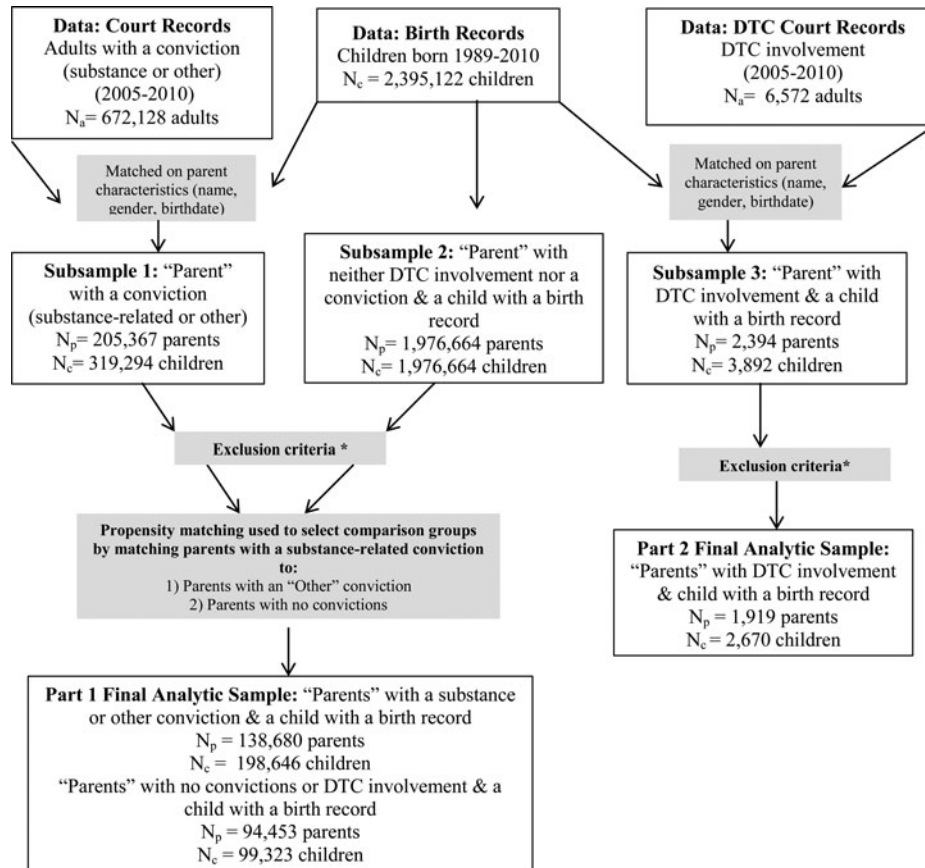 Data: Court Records
Adults with a conviction
(substance or other)
(2005-2010)
Nₐ= 672,128 adults
Data: Birth Records
Children born 1989-2010
N_c = 2,395,122 children
Data: DTC Court Records
DTC involvement
(2005-2010)
Nₐ= 6,572 adults
Matched on parent
characteristics (name,
gender, birthdate)
Matched on parent
characteristics (name,
gender, birthdate)
Subsample 1: “Parent”
with a conviction
(substance-related or other)
Nₚ= 205,367 parents
N_c= 319,294 children
Subsample 2: “Parent” with
neither DTC involvement nor a
conviction & a child with a birth
record
Nₚ= 1,976,664 parents
N_c= 1,976,664 children
Subsample 3: “Parent” with
DTC involvement & a child
with a birth record
Nₚ= 2,394 parents
N_c= 3,892 children
Exclusion criteria *
Exclusion criteria*
Propensity matching used to select comparison groups
by matching parents with a substance-related conviction
to:
1) Parents with an “Other” conviction
2) Parents with no convictions
Part 2 Final Analytic Sample:
“Parents” with DTC involvement
& child with a birth record
Nₚ = 1,919 parents
N_c = 2,670 children
Part 1 Final Analytic Sample: “Parents” with a substance
or other conviction & a child with a birth record
Nₚ = 138,680 parents
N_c = 198,646 children
“Parents” with no convictions or DTC involvement & a
child with a birth record
Nₚ = 94,453 parents
N_c = 99,323 children